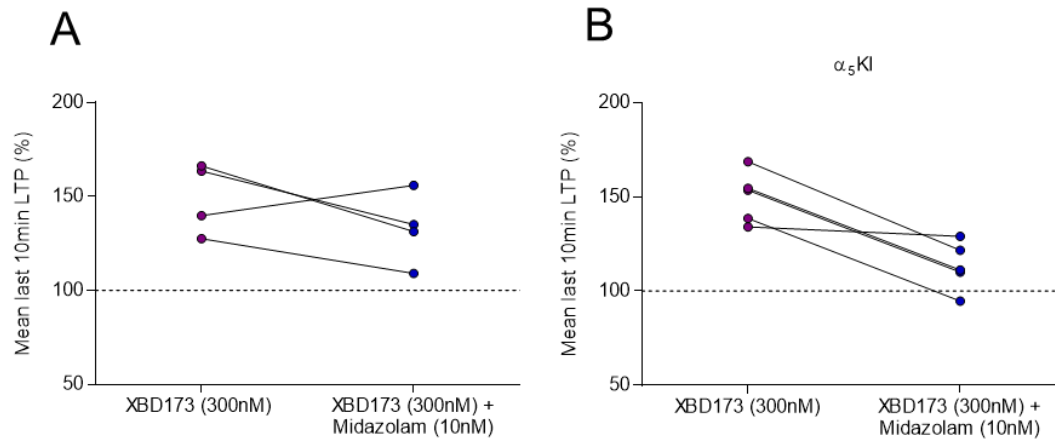 A
Mean last 10min LTP (%)
200
150
100
50
XBD173 (300nM)
XBD173 (300nM) +
Midazolam (10nM)
B
α₅KI
Mean last 10min LTP (%)
200
150
100
50
XBD173 (300nM)
XBD173 (300nM) +
Midazolam (10nM)